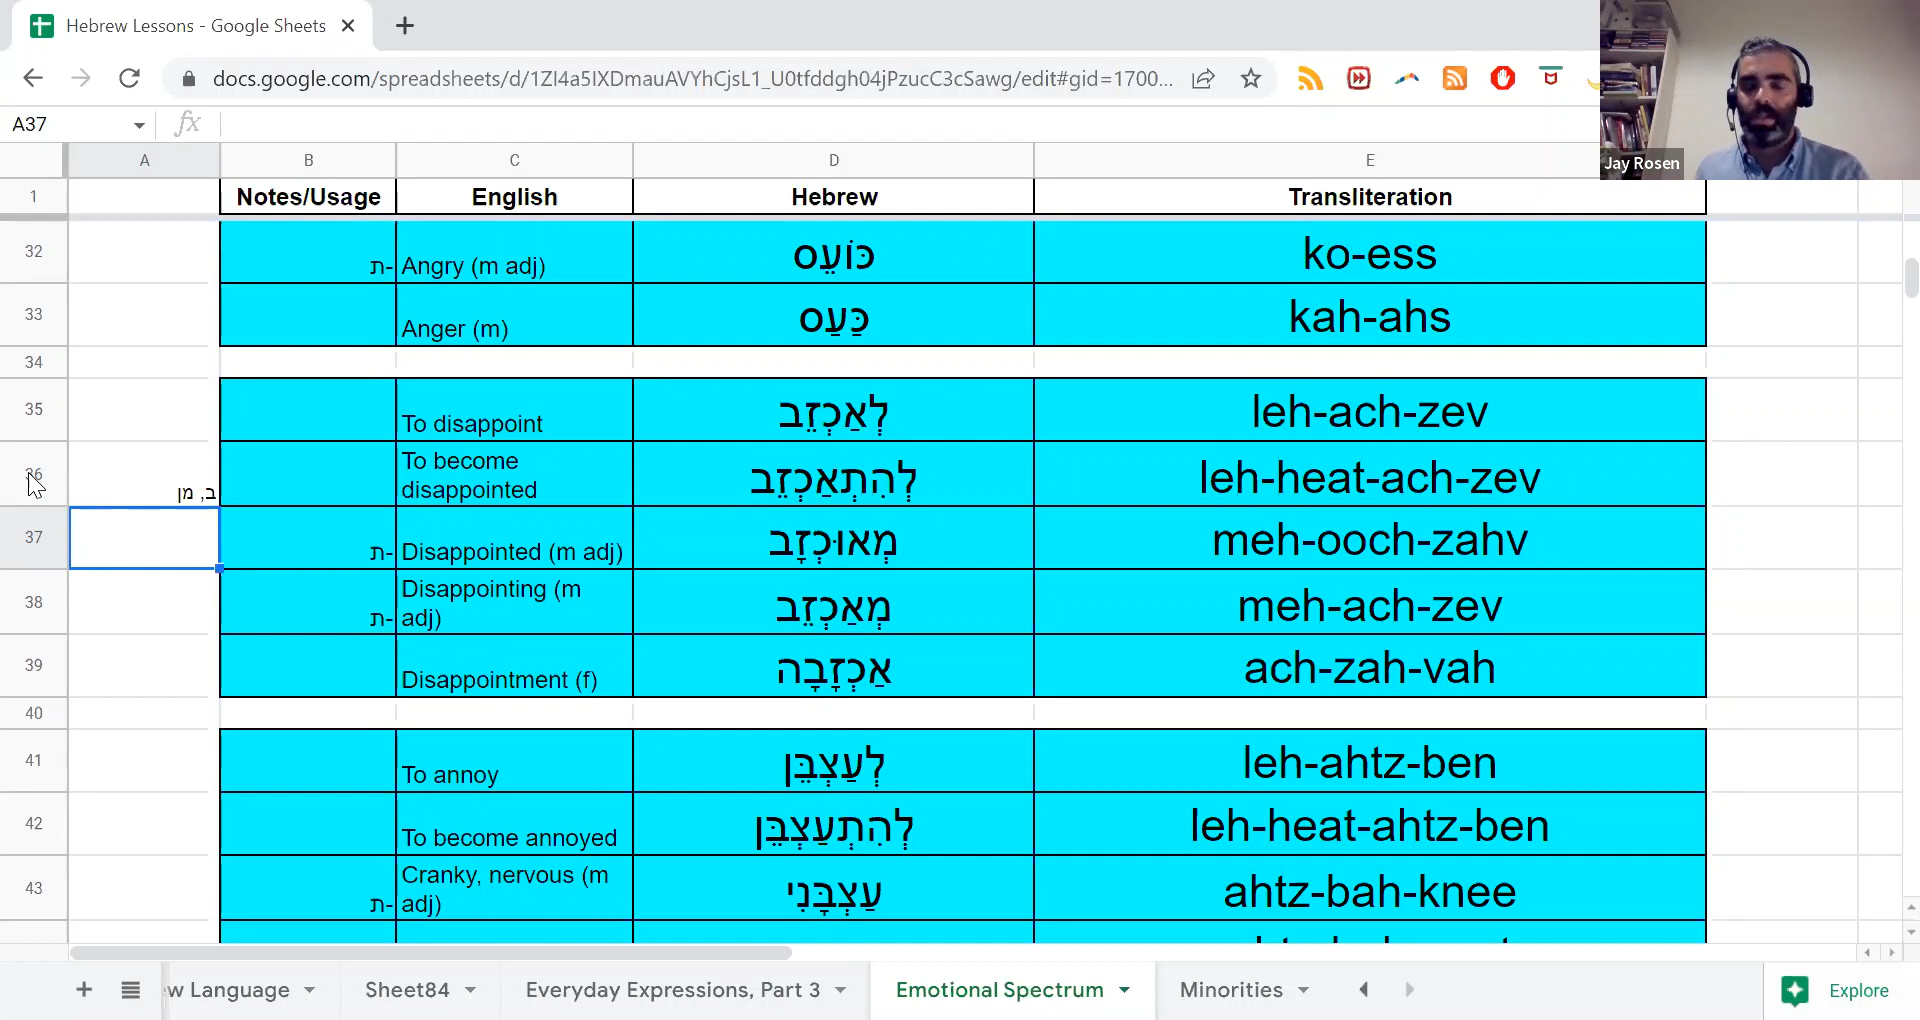 Hebrew Lessons - Google Sheets
docs.google.com/spreadsheets/d/1ZI4a5IXDmauAVYhCjsL1_U0tfddgh04jPzucC3cSawg/edit#gid=1700...
Jay Rosen
A37 fx
A B C D E
1 Notes/Usage English Hebrew Transliteration
32 -ת Angry (m adj) כּוֹעֵס ko-ess
33 Anger (m) כַּעַס kah-ahs
34
35 To disappoint לְאַכְזֵב leh-ach-zev
36 ב, מן To become disappointed לְהִתְאַכְזֵב leh-heat-ach-zev
37 -ת Disappointed (m adj) מְאוּכְזָב meh-ooch-zahv
38 -ת Disappointing (m adj) מְאַכְזֵב meh-ach-zev
39 Disappointment (f) אַכְזָבָה ach-zah-vah
40
41 To annoy לְעַצְבֵּן leh-ahtz-ben
42 To become annoyed לְהִתְעַצְבֵּן leh-heat-ahtz-ben
43 -ת Cranky, nervous (m adj) עַצְבָּנִי ahtz-bah-knee
w Language Sheet84 Everyday Expressions, Part 3 Emotional Spectrum Minorities Explore